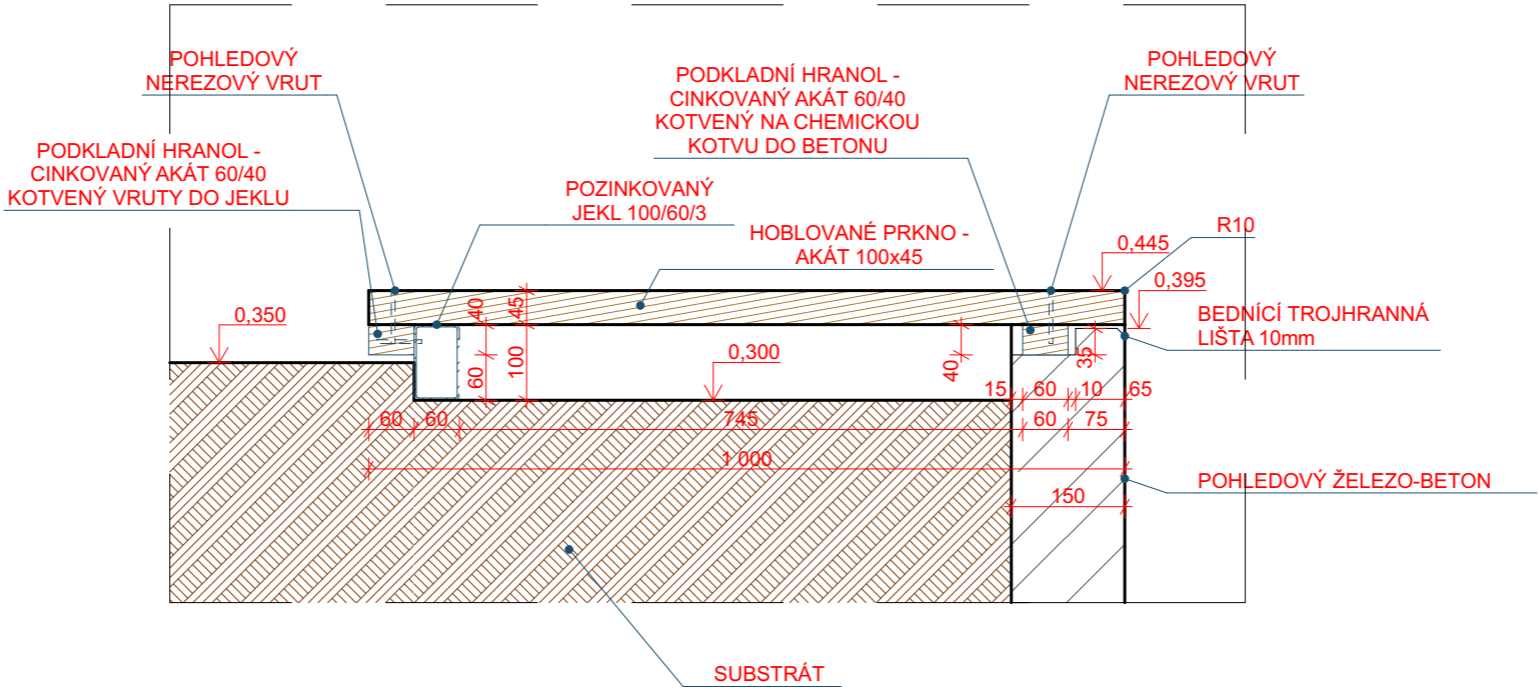 POHLEDOVÝ
NEREZOVÝ VRUT
PODKLADNÍ HRANOL -
CINKOVANÝ AKÁT 60/40
KOTVENÝ NA CHEMICKOU
KOTVU DO BETONU
POHLEDOVÝ
NEREZOVÝ VRUT
PODKLADNÍ HRANOL -
CINKOVANÝ AKÁT 60/40
KOTVENÝ VRUTY DO JEKLU
POZINKOVANÝ
JEKL 100/60/3
HOBLOVANÉ PRKNO -
AKÁT 100x45
R10
0,445
0,395
BEDNÍCÍ TROJHRANNÁ
LIŠTA 10mm
0,350
40
45
0,300
60
100
40
35
15
60
10
65
60
60
745
60
75
1 000
150
POHLEDOVÝ ŽELEZO-BETON
SUBSTRÁT